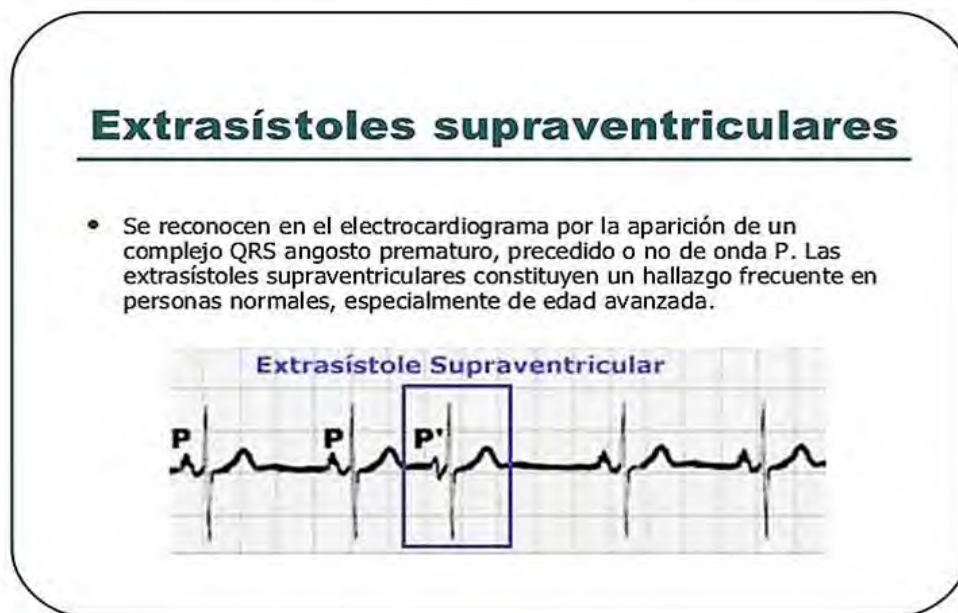 Extrasístoles supraventriculares
• Se reconocen en el electrocardiograma por la aparición de un
complejo QRS angosto prematuro, precedido o no de onda P. Las
extrasístoles supraventriculares constituyen un hallazgo frecuente en
personas normales, especialmente de edad avanzada.
Extrasístole Supraventricular
P P P'